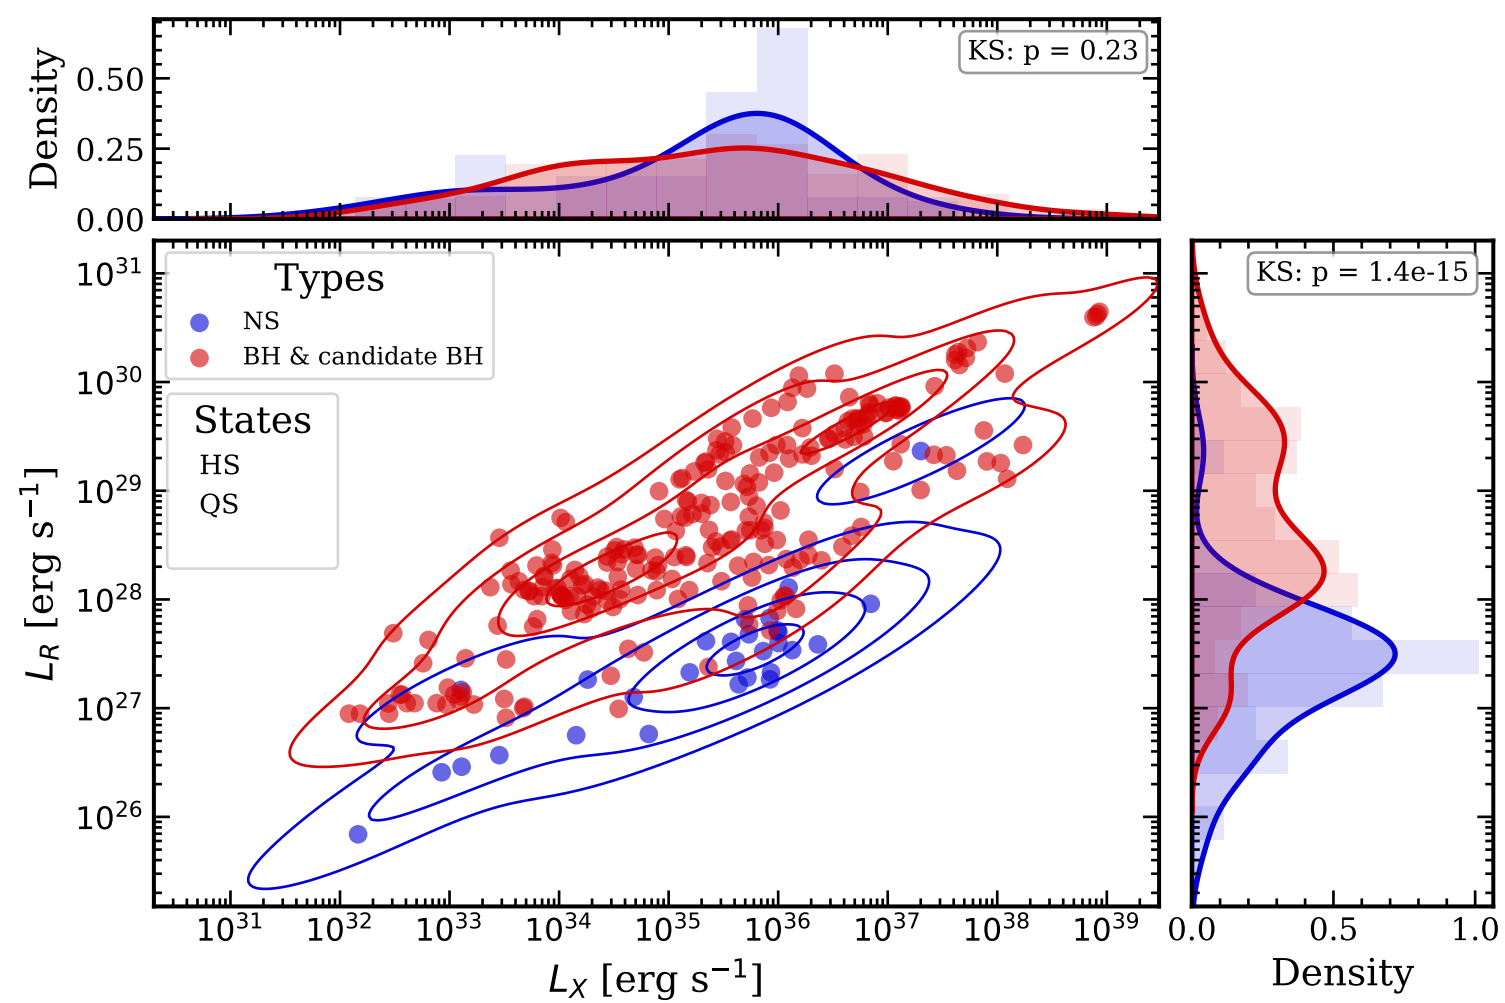 Density
0.50
0.25
0.00
KS: p = 0.23
10^31
10^30
10^29
10^28
10^27
10^26
L_R [erg s^−1]
Types
NS
BH & candidate BH
States
HS
QS
KS: p = 1.4e-15
10^31 10^32 10^33 10^34 10^35 10^36 10^37 10^38 10^39
L_X [erg s^−1]
0.0 0.5 1.0
Density